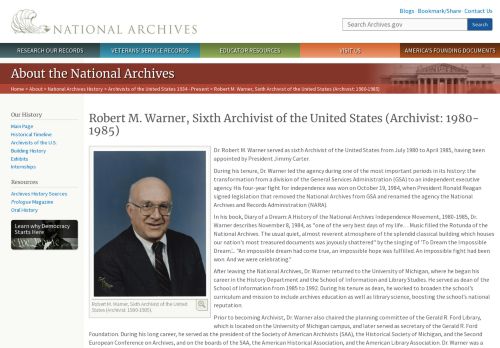 Blogs · Bookmark/Share · Contact Us
NATIONAL ARCHIVES
Search Archives.gov
Search
RESEARCH OUR RECORDS
VETERANS' SERVICE RECORDS
EDUCATOR RESOURCES
VISIT US
AMERICA'S FOUNDING DOCUMENTS
About the National Archives
Home > About > National Archives History > Archivists of the United States 1934 - Present > Robert M. Warner, Sixth Archivist of the United States (Archivist: 1980-1985)
Our History
Main Page
Historical Timeline
Archivists of the U.S.
Building History
Exhibits
Internships
Resources
Archives History Sources
Prologue Magazine
Oral History
Learn why Democracy
Starts Here
Robert M. Warner, Sixth Archivist of the United States (Archivist: 1980-
1985)
Robert M. Warner, Sixth Archivist of the United
States (Archivist: 1980-1985).
Dr. Robert M. Warner served as sixth Archivist of the United States from July 1980 to April 1985, having been
appointed by President Jimmy Carter.
During his tenure, Dr. Warner led the agency during one of the most important periods in its history: the
transformation from a division of the General Services Administration (GSA) to an independent executive
agency. His four-year fight for independence was won on October 19, 1984, when President Ronald Reagan
signed legislation that removed the National Archives from GSA and renamed the agency the National
Archives and Records Administration (NARA).
In his book, Diary of a Dream: A History of the National Archives Independence Movement, 1980-1985, Dr.
Warner describes November 8, 1984, as "one of the very best days of my life. . . Music filled the Rotunda of the
National Archives. The usual quiet, almost reverent atmosphere of the splendid classical building which houses
our nation's most treasured documents was joyously shattered" by the singing of 'To Dream the Impossible
Dream'... "An impossible dream had come true, an impossible hope was fulfilled. An impossible fight had been
won. And we were celebrating."
After leaving the National Archives, Dr. Warner returned to the University of Michigan, where he began his
career in the History Department and the School of Information and Library Studies. He served as dean of the
School of Information from 1985 to 1992. During his tenure as dean, he worked to broaden the school's
curriculum and mission to include archives education as well as library science, boosting the school's national
reputation.
Prior to becoming Archivist, Dr. Warner also chaired the planning committee of the Gerald R. Ford Library,
which is located on the University of Michigan campus, and later served as secretary of the Gerald R. Ford
Foundation. During his long career, he served as the president of Society of American Archivists (SAA), the Historical Society of Michigan, and the Second
European Conference on Archives, and on the boards of the SAA, the American Historical Association, and the American Library Association. Dr. Warner was a